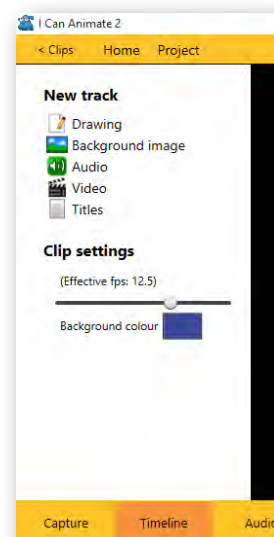 I Can Animate 2
< Clips Home Project
New track
Drawing
Background image
Audio
Video
Titles
Clip settings
(Effective fps: 12.5)
Background colour
Capture Timeline Audio